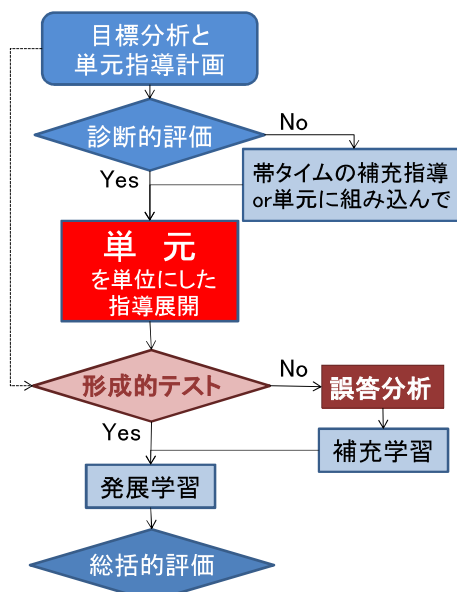 目標分析と
単元指導計画
診断的評価
No
Yes
帯タイムの補充指導
or単元に組み込んで
単 元
を単位にした
指導展開
形成的テスト
No
誤答分析
Yes
補充学習
発展学習
総括的評価